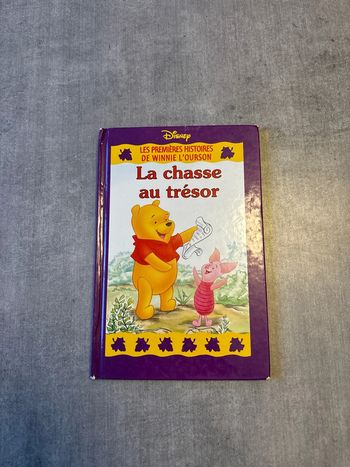 Disney
LES PREMIÈRES HISTOIRES
DE WINNIE L'OURSON
La chasse
au trésor